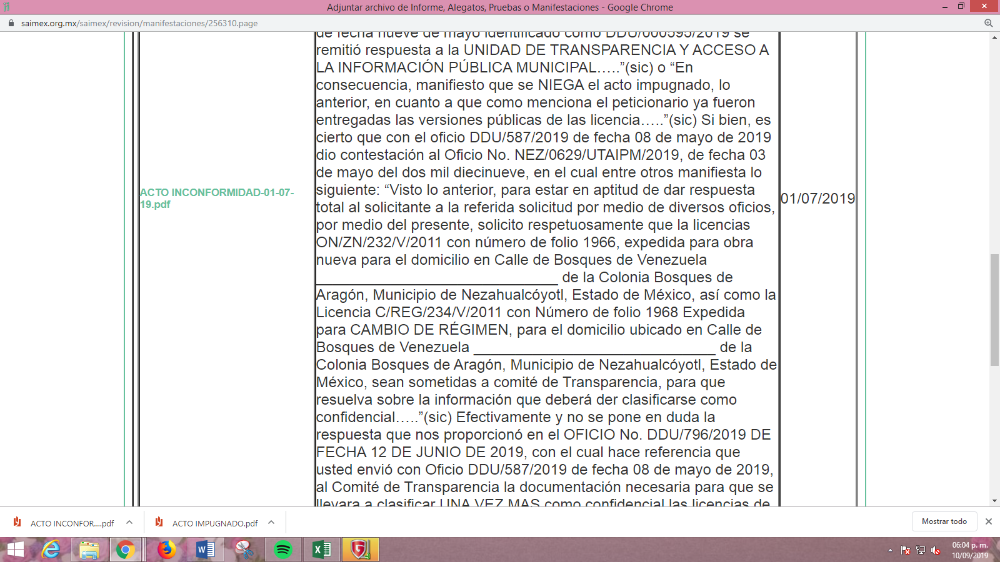 Adjuntar archivo de Informe, Alegatos, Pruebas o Manifestaciones - Google Chrome
saimex.org.mx/saimex/revision/manifestaciones/256310.page
de fecha nueve de mayo identificado como DDU/000595/2019 se
remitió respuesta a la UNIDAD DE TRANSPARENCIA Y ACCESO A
LA INFORMACIÓN PÚBLICA MUNICIPAL…..”(sic) o “En
consecuencia, manifiesto que se NIEGA el acto impugnado, lo
anterior, en cuanto a que como menciona el peticionario ya fueron
entregadas las versiones públicas de las licencia…..”(sic) Si bien, es
cierto que con el oficio DDU/587/2019 de fecha 08 de mayo de 2019
dio contestación al Oficio No. NEZ/0629/UTAIPM/2019, de fecha 03
de mayo del dos mil diecinueve, en el cual entre otros manifiesta lo
siguiente: “Visto lo anterior, para estar en aptitud de dar respuesta
total al solicitante a la referida solicitud por medio de diversos oficios,
por medio del presente, solicito respetuosamente que la licencias
ON/ZN/232/V/2011 con número de folio 1966, expedida para obra
nueva para el domicilio en Calle de Bosques de Venezuela
_____________________________ de la Colonia Bosques de
Aragón, Municipio de Nezahualcóyotl, Estado de México, así como la
Licencia C/REG/234/V/2011 con Número de folio 1968 Expedida
para CAMBIO DE RÉGIMEN, para el domicilio ubicado en Calle de
Bosques de Venezuela _____________________________ de la
Colonia Bosques de Aragón, Municipio de Nezahualcóyotl, Estado de
México, sean sometidas a comité de Transparencia, para que
resuelva sobre la información que deberá der clasificarse como
confidencial…..”(sic) Efectivamente y no se pone en duda la
respuesta que nos proporcionó en el OFICIO No. DDU/796/2019 DE
FECHA 12 DE JUNIO DE 2019, con el cual hace referencia que
usted envió con Oficio DDU/587/2019 de fecha 08 de mayo de 2019,
al Comité de Transparencia la documentación necesaria para que se
llevara a clasificar UNA VEZ MAS como confidencial las licencias de
ACTO INCONFORMIDAD-01-07-
19.pdf
01/07/2019
ACTO INCONFOR....pdf
ACTO IMPUGNADO.pdf
Mostrar todo
06:04 p. m.
10/09/2019